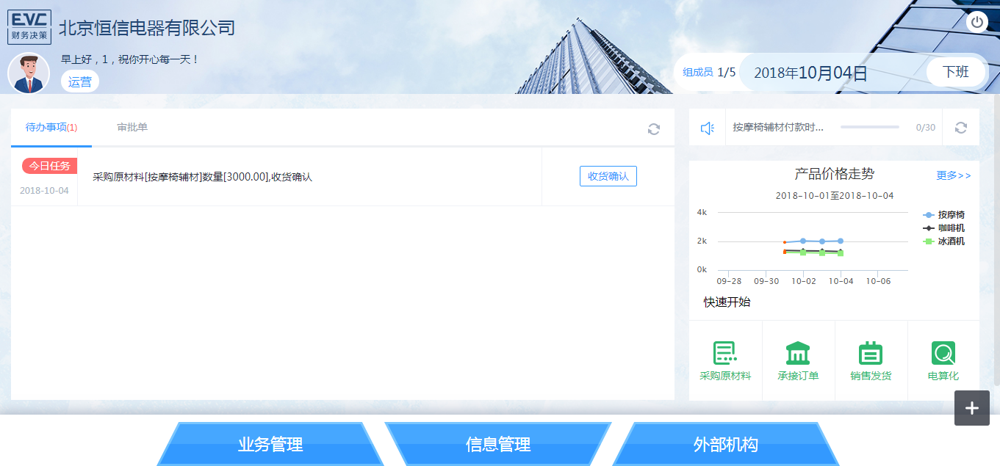 EVC
财务决策
北京恒信电器有限公司
早上好，1，祝你开心每一天！
运营
组成员 1/5
2018年10月04日
下班
待办事项(1)
审批单
今日任务
2018-10-04
采购原材料[按摩椅辅材]数量[3000.00],收货确认
收货确认
按摩椅辅材付款时...
0/30
产品价格走势
更多>>
2018-10-01至2018-10-04
4k
2k
0k
09-28
09-30
10-02
10-04
10-06
按摩椅
咖啡机
冰酒机
快速开始
采购原材料
承接订单
销售发货
电算化
业务管理
信息管理
外部机构